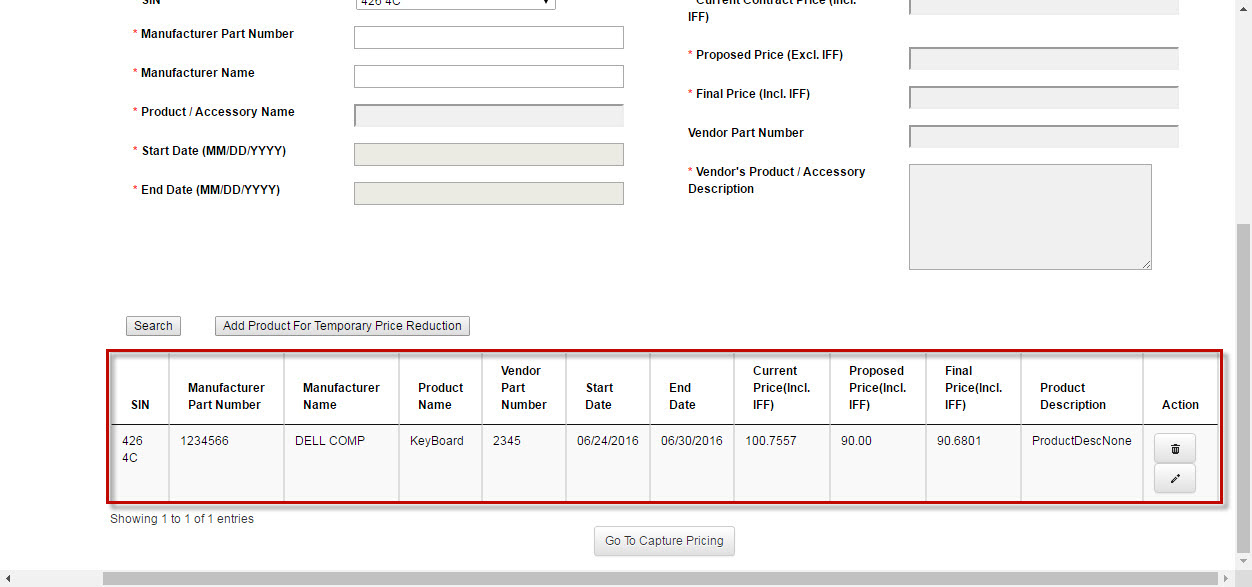 SIN
426 4C
* Manufacturer Part Number
* Manufacturer Name
* Product / Accessory Name
* Start Date (MM/DD/YYYY)
* End Date (MM/DD/YYYY)
* Current Contract Price (Incl.
IFF)
* Proposed Price (Excl. IFF)
* Final Price (Incl. IFF)
Vendor Part Number
* Vendor's Product / Accessory
Description
Search
Add Product For Temporary Price Reduction
SIN
Manufacturer
Part Number
Manufacturer
Name
Product
Name
Vendor
Part
Number
Start
Date
End
Date
Current
Price(Incl.
IFF)
Proposed
Price(Incl.
IFF)
Final
Price(Incl.
IFF)
Product
Description
Action
426
4C
1234566
DELL COMP
KeyBoard
2345
06/24/2016
06/30/2016
100.7557
90.00
90.6801
ProductDescNone
Showing 1 to 1 of 1 entries
Go To Capture Pricing